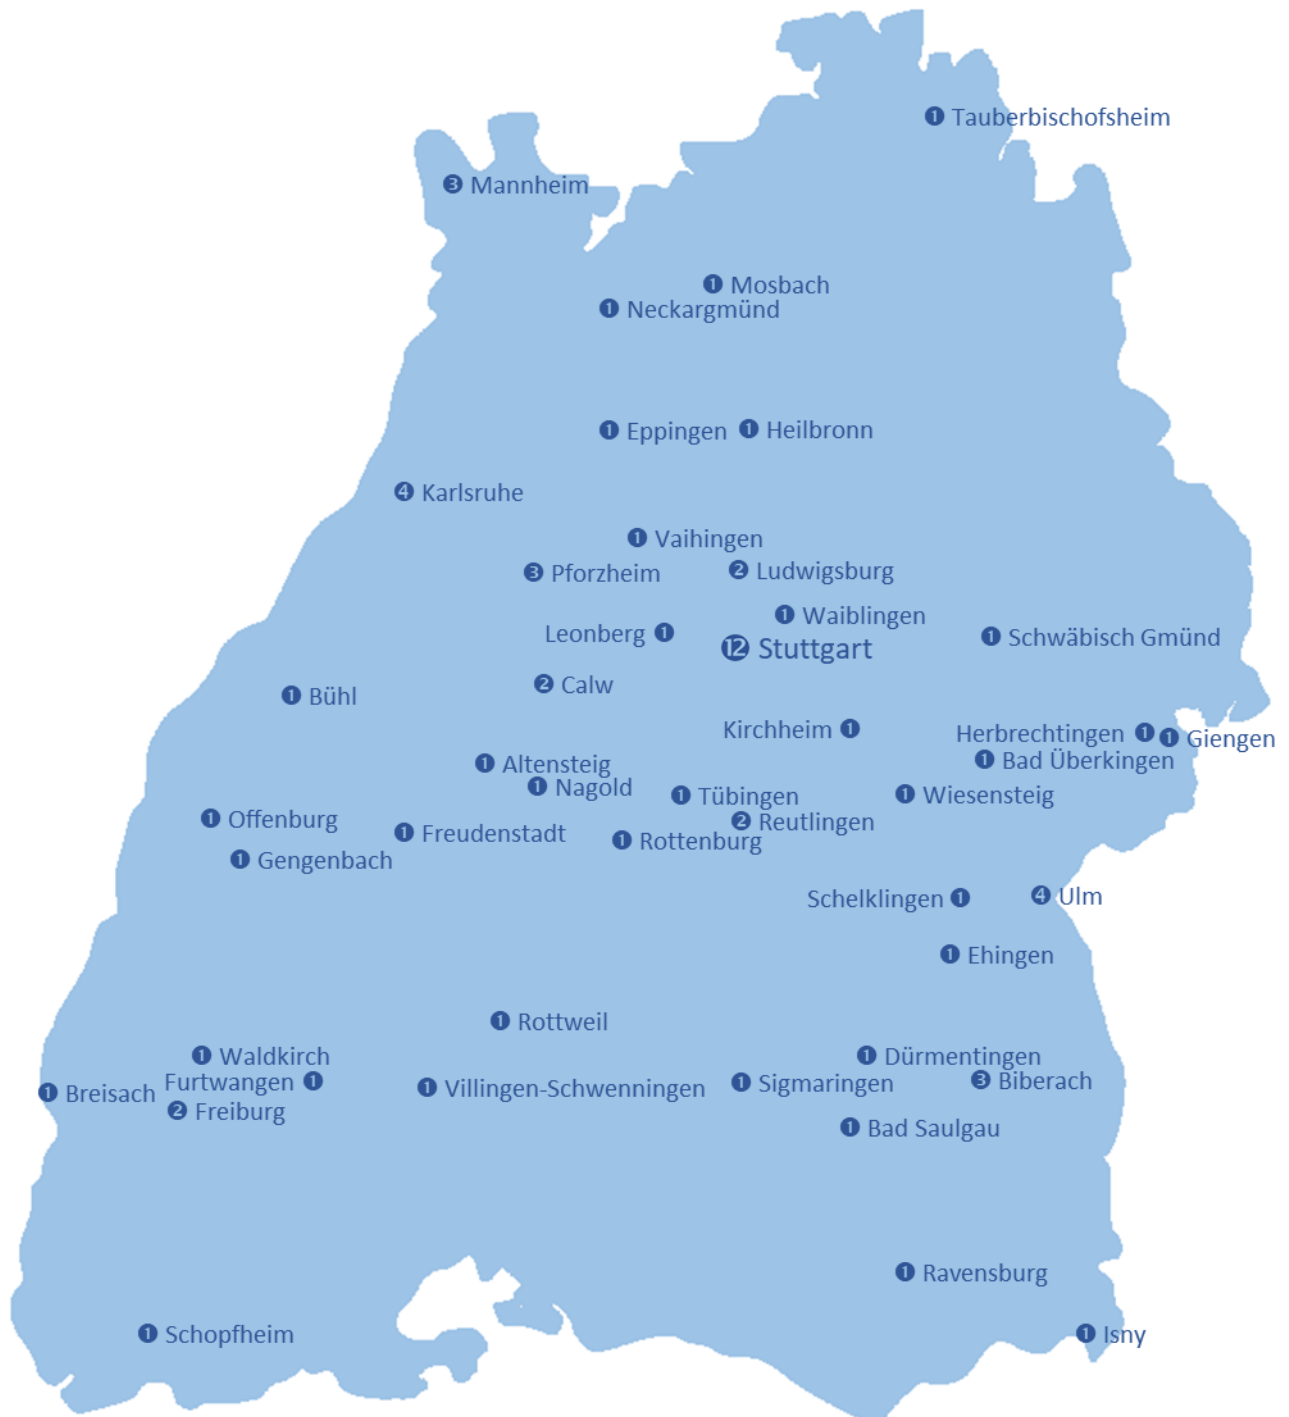 ❶ Tauberbischofsheim
❸ Mannheim
❶ Mosbach
❶ Neckargmünd
❶ Eppingen
❶ Heilbronn
❹ Karlsruhe
❶ Vaihingen
❸ Pforzheim
❷ Ludwigsburg
❶ Waiblingen
Leonberg ❶
⓬ Stuttgart
❶ Schwäbisch Gmünd
❷ Calw
❶ Bühl
Kirchheim ❶
Herbrechtingen ❶
❶ Giengen
❶ Bad Überkingen
❶ Altensteig
❶ Nagold
❶ Tübingen
❶ Wiesensteig
❶ Offenburg
❶ Freudenstadt
❷ Reutlingen
❶ Rottenburg
❶ Gengenbach
Schelklingen ❶
❹ Ulm
❶ Ehingen
❶ Rottweil
❶ Waldkirch
❶ Dürmentingen
Furtwangen ❶
❶ Breisach
❶ Villingen-Schwenningen
❶ Sigmaringen
❸ Biberach
❷ Freiburg
❶ Bad Saulgau
❶ Ravensburg
❶ Schopfheim
❶ Isny